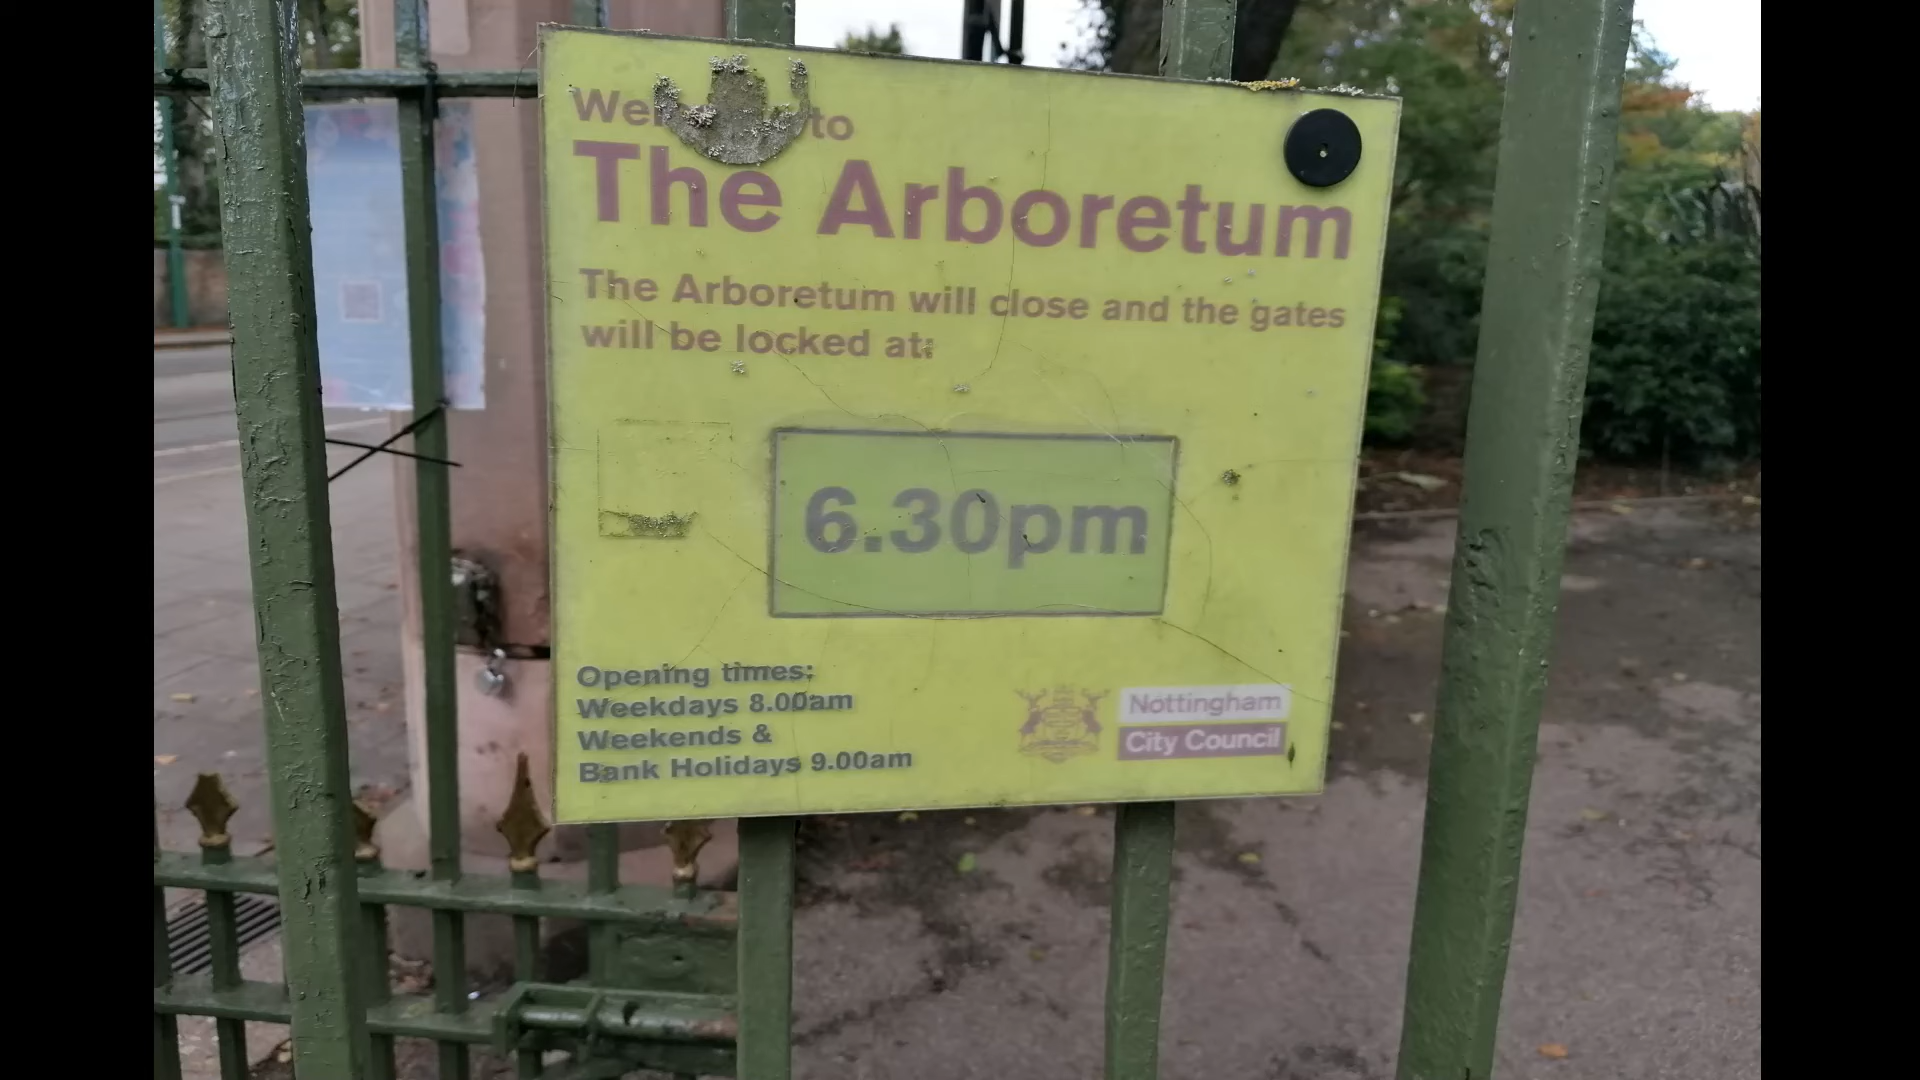 to
The Arboretum
The Arboretum will close and the gates
will be locked at:
6.30pm
Opening times:
Weekdays 8.00am
Weekends &
Bank Holidays 9.00am
Nottingham
City Council